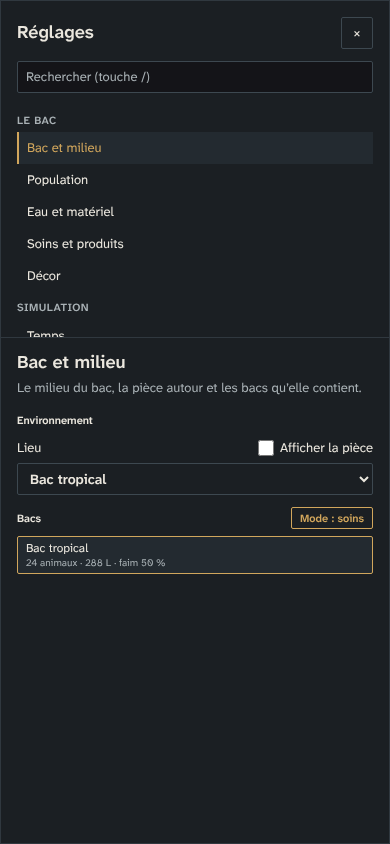 Réglages
×
Rechercher (touche /)
LE BAC
Bac et milieu
Population
Eau et matériel
Soins et produits
Décor
SIMULATION
Temps
Bac et milieu
Le milieu du bac, la pièce autour et les bacs qu'elle contient.
Environnement
Lieu
Afficher la pièce
Bac tropical
Bacs
Mode : soins
Bac tropical
24 animaux · 288 L · faim 50 %